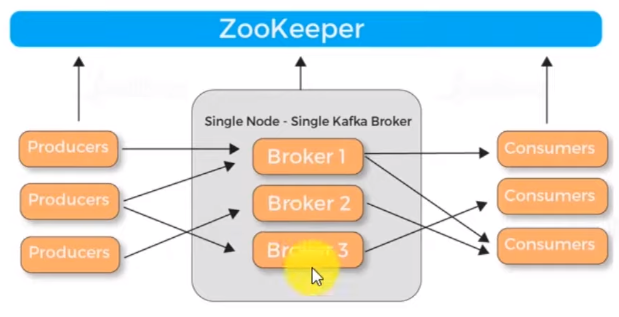 ZooKeeper
Single Node - Single Kafka Broker
Producers
Broker 1
Consumers
Producers
Broker 2
Consumers
Producers
Broker 3
Consumers